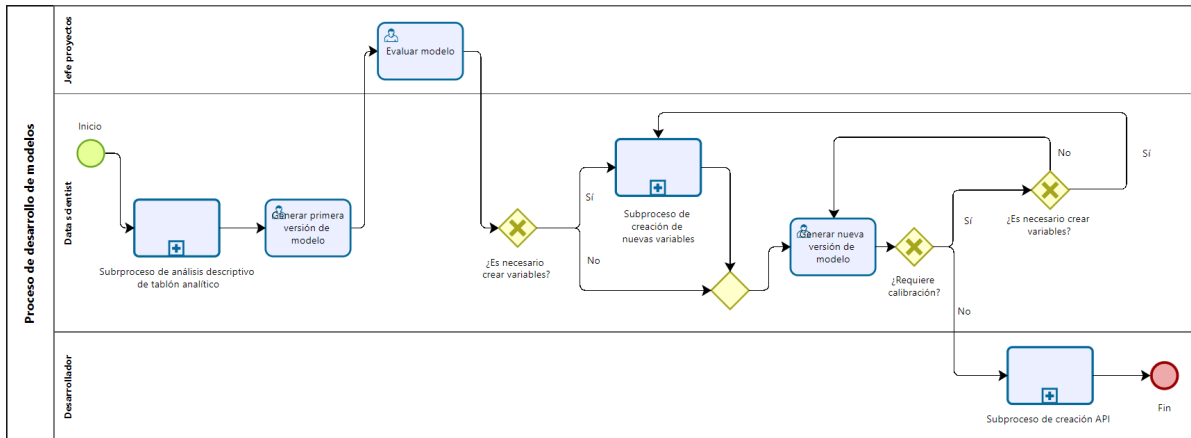 Proceso de desarrollo de modelos
Jefe proyectos
Evaluar modelo
Data scientist
Inicio
Subrproceso de análisis descriptivo
de tablón analítico
Generar primera
versión de
modelo
¿Es necesario
crear variables?
Sí
No
Subproceso de
creación de
nuevas variables
Generar nueva
versión de
modelo
¿Requiere
calibración?
Sí
No
¿Es necesario crear
variables?
No
Sí
Desarrollador
Subproceso de creación API
Fin